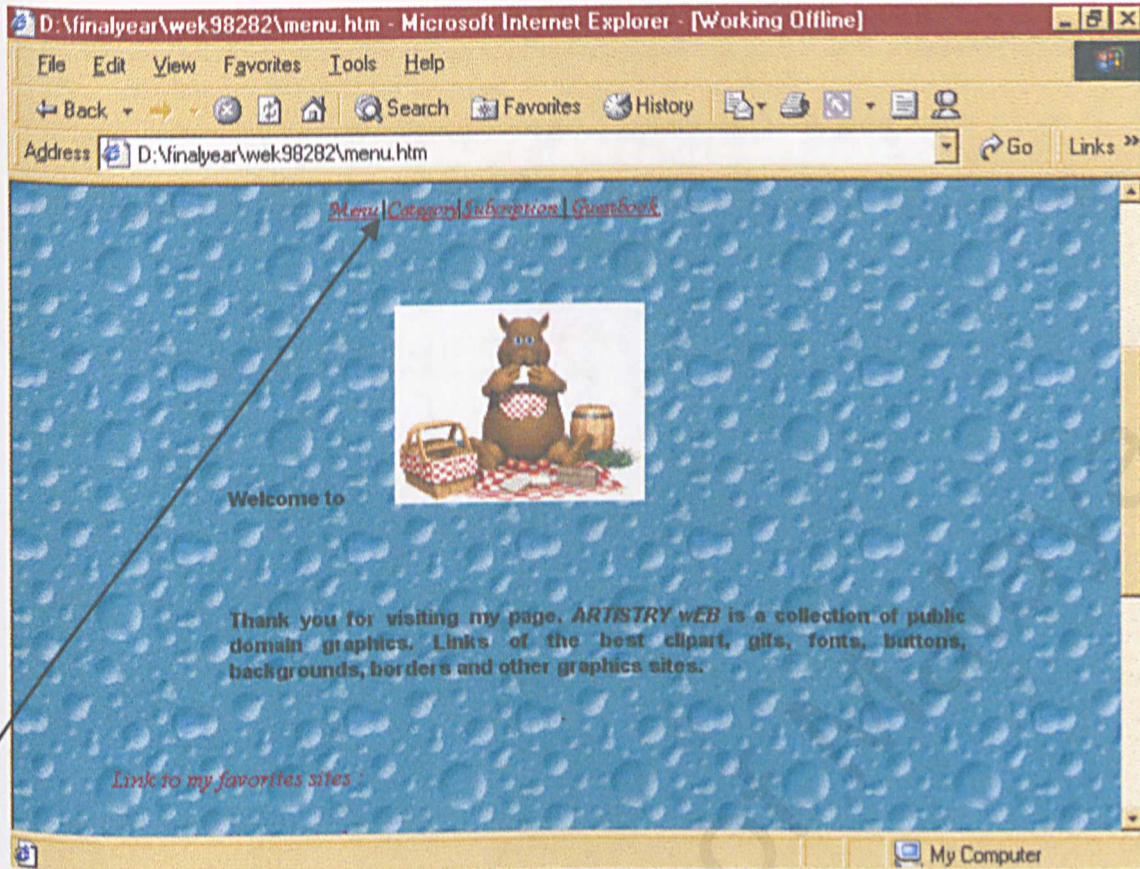 D:\finalyear\wek98282\menu.htm - Microsoft Internet Explorer - [Working Offline]
File Edit View Favorites Tools Help
Back Search Favorites History
Address D:\finalyear\wek98282\menu.htm Go Links »
Menu|Category|Subcription | Guestbook
Welcome to
Thank you for visiting my page. ARTISTRY wEB is a collection of public
domain graphics. Links of the best clipart, gifs, fonts, buttons,
backgrounds, borders and other graphics sites.
Link to my favorites sites :
My Computer